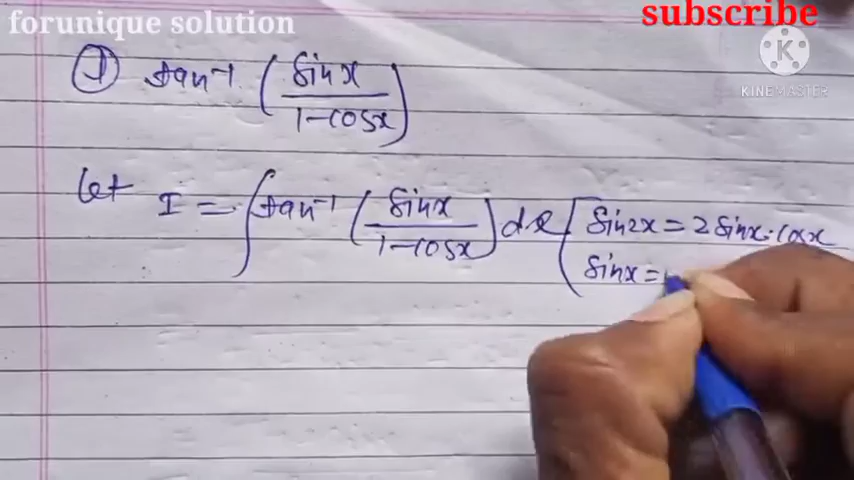 forunique solution
subscribe
KINEMASTER
① tan⁻¹ (sinx / 1-cosx)
Let I = ∫tan⁻¹ (sinx / 1-cosx) dx
sin2x = 2 sinx·cosx
sinx =